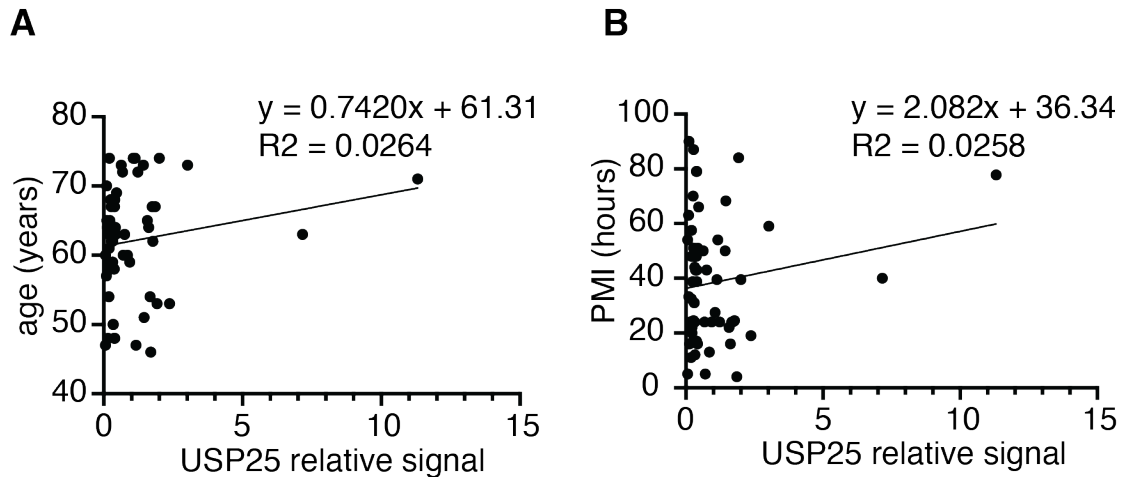 A
y = 0.7420x + 61.31
R2 = 0.0264
age (years)
80
70
60
50
40
0 5 10 15
USP25 relative signal
B
y = 2.082x + 36.34
R2 = 0.0258
PMI (hours)
100
80
60
40
20
0
0 5 10 15
USP25 relative signal